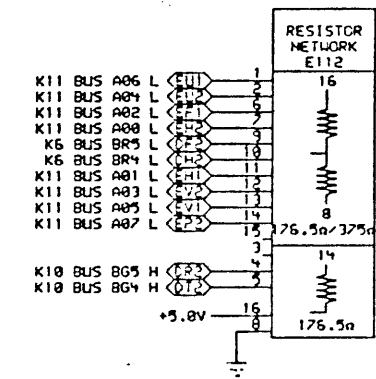 RESISTOR
NETWORK
E112
K11 BUS A06 L 1 16
K11 BUS A04 L 2
K11 BUS A02 L 6
K11 BUS A00 L 7
K6 BUS BR5 L 9
K6 BUS BR4 L 10
K11 BUS A01 L 11
K11 BUS A03 L 12
K11 BUS A05 L 13
K11 BUS A07 L 14 8
15 176.5Ω/375Ω
3 14
K10 BUS BG5 H 4
K10 BUS BG4 H 5
+5.0V 16
8 176.5Ω